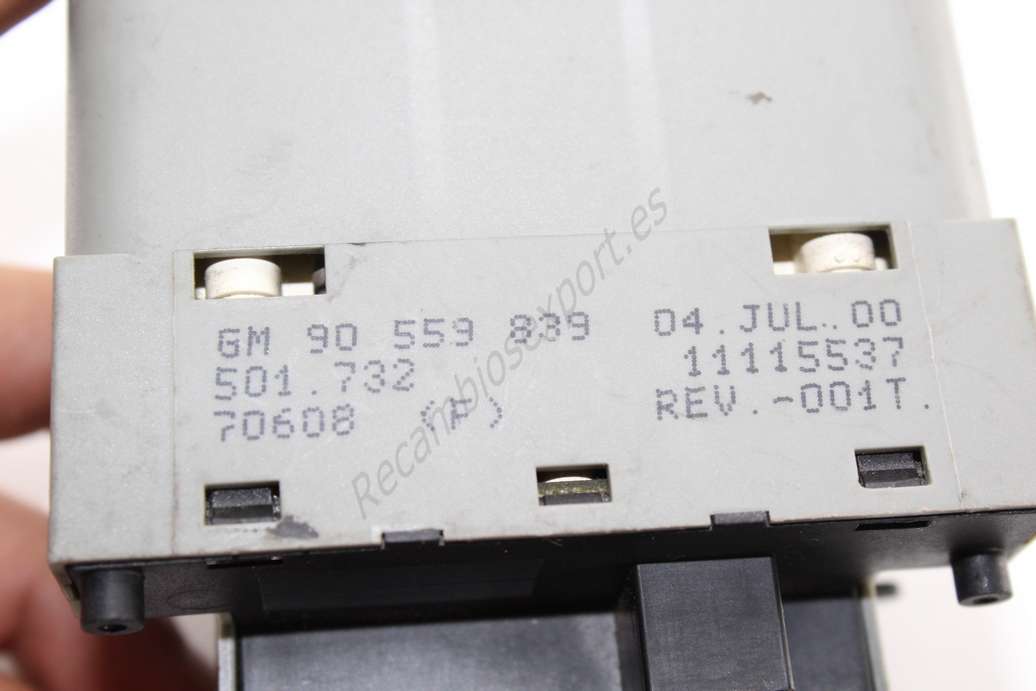 GM 90 559 839 04.JUL..00
501.732 11115537
70608 (P) REV.-001T.
Recambiosexport.es